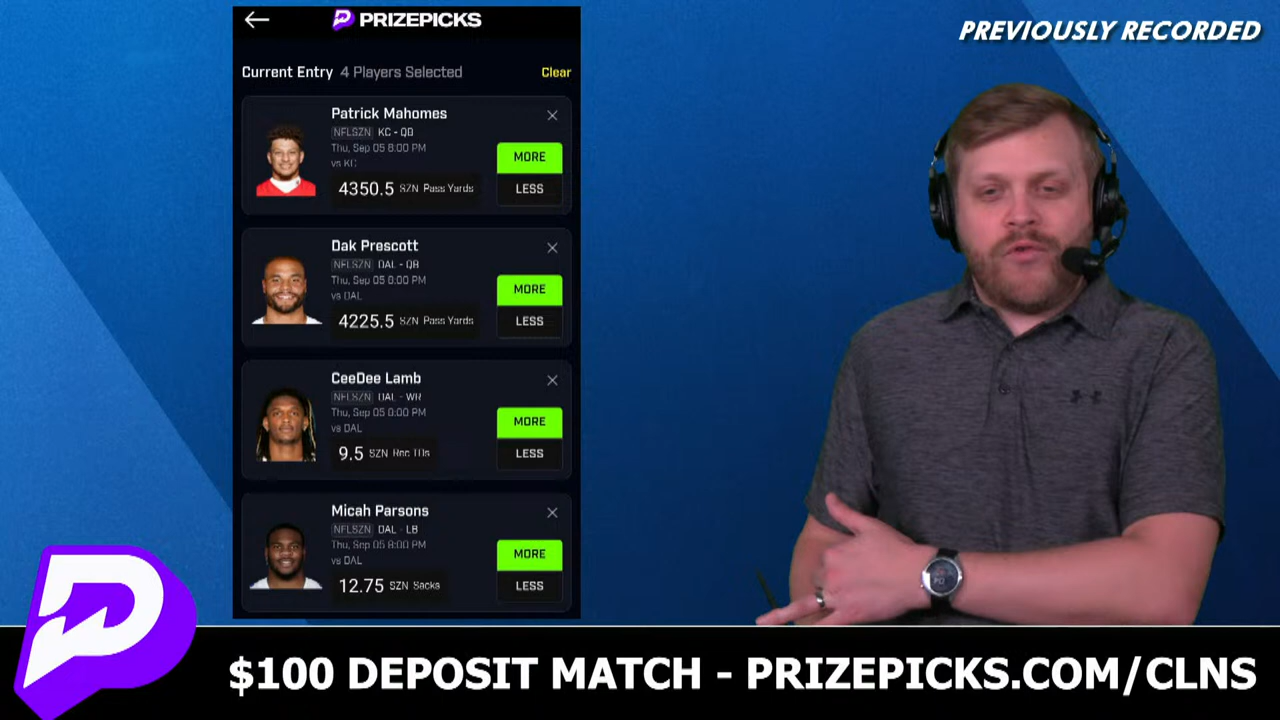 PREVIOUSLY RECORDED
PRIZEPICKS
Current Entry 4 Players Selected Clear
Patrick Mahomes
NFLSZN KC - QB
Thu, Sep 05 8:00 PM
vs KC
4350.5 SZN Pass Yards
MORE
LESS
Dak Prescott
NFLSZN DAL - QB
Thu, Sep 05 8:00 PM
vs DAL
4225.5 SZN Pass Yards
MORE
LESS
CeeDee Lamb
NFLSZN DAL - WR
Thu, Sep 05 8:00 PM
vs DAL
9.5 SZN Rec TDs
MORE
LESS
Micah Parsons
NFLSZN DAL - LB
Thu, Sep 05 8:00 PM
vs DAL
12.75 SZN Sacks
MORE
LESS
$100 DEPOSIT MATCH - PRIZEPICKS.COM/CLNS